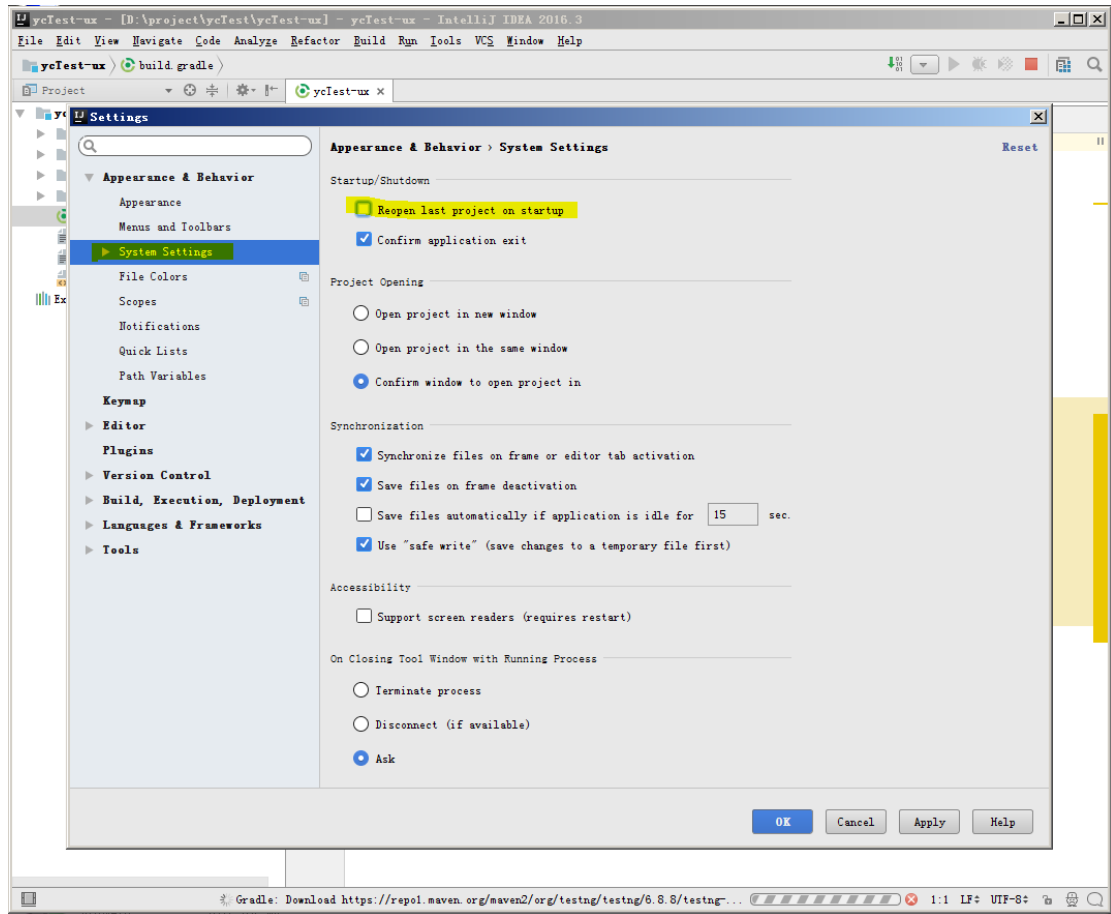 ycTest-ux - [D:\project\ycTest\ycTest-ux] - ycTest-ux - IntelliJ IDEA 2016.3
File Edit View Navigate Code Analyze Refactor Build Run Tools VCS Window Help
ycTest-ux build.gradle
Project ycTest-ux
Settings
Appearance & Behavior › System Settings Reset
Appearance & Behavior
Appearance
Menus and Toolbars
System Settings
File Colors
Scopes
Notifications
Quick Lists
Path Variables
Keymap
Editor
Plugins
Version Control
Build, Execution, Deployment
Languages & Frameworks
Tools
Startup/Shutdown
Reopen last project on startup
Confirm application exit
Project Opening
Open project in new window
Open project in the same window
Confirm window to open project in
Synchronization
Synchronize files on frame or editor tab activation
Save files on frame deactivation
Save files automatically if application is idle for 15 sec.
Use "safe write" (save changes to a temporary file first)
Accessibility
Support screen readers (requires restart)
On Closing Tool Window with Running Process
Terminate process
Disconnect (if available)
Ask
OK Cancel Apply Help
Gradle: Download https://repo1.maven.org/maven2/org/testng/testng/6.8.8/testng-... 1:1 LF UTF-8